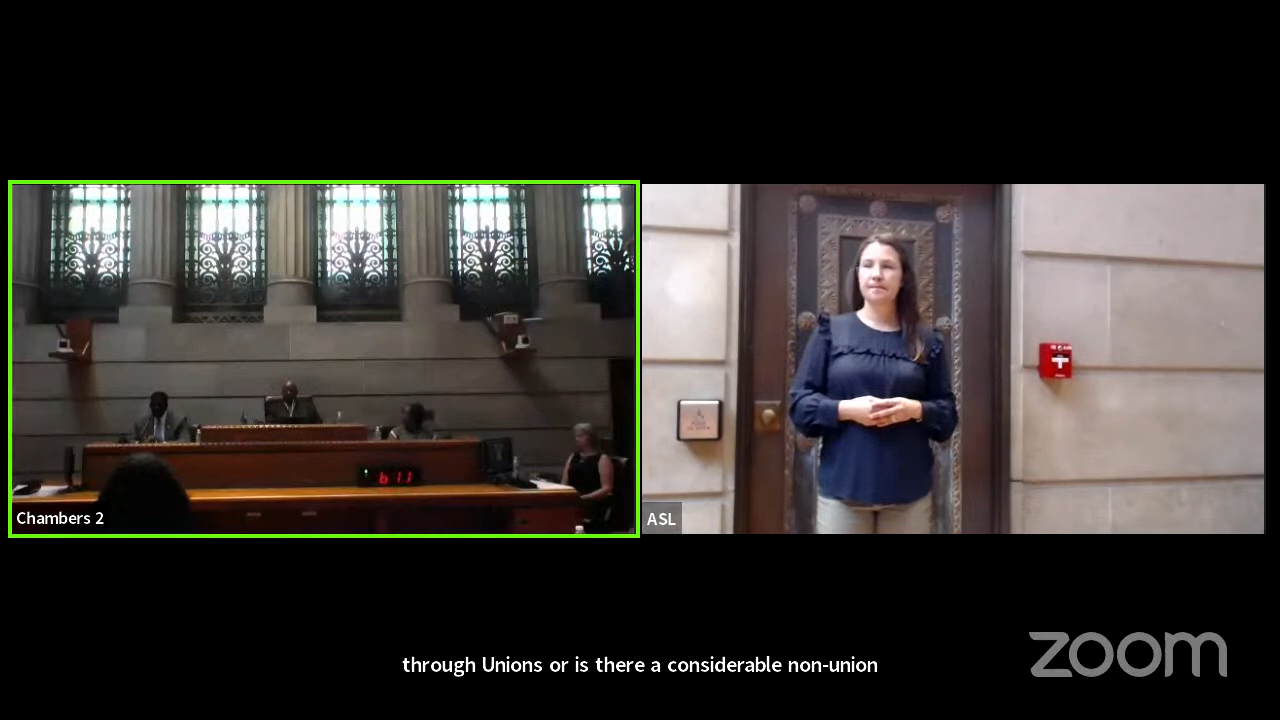 Chambers 2
ASL
through Unions or is there a considerable non-union
zoom